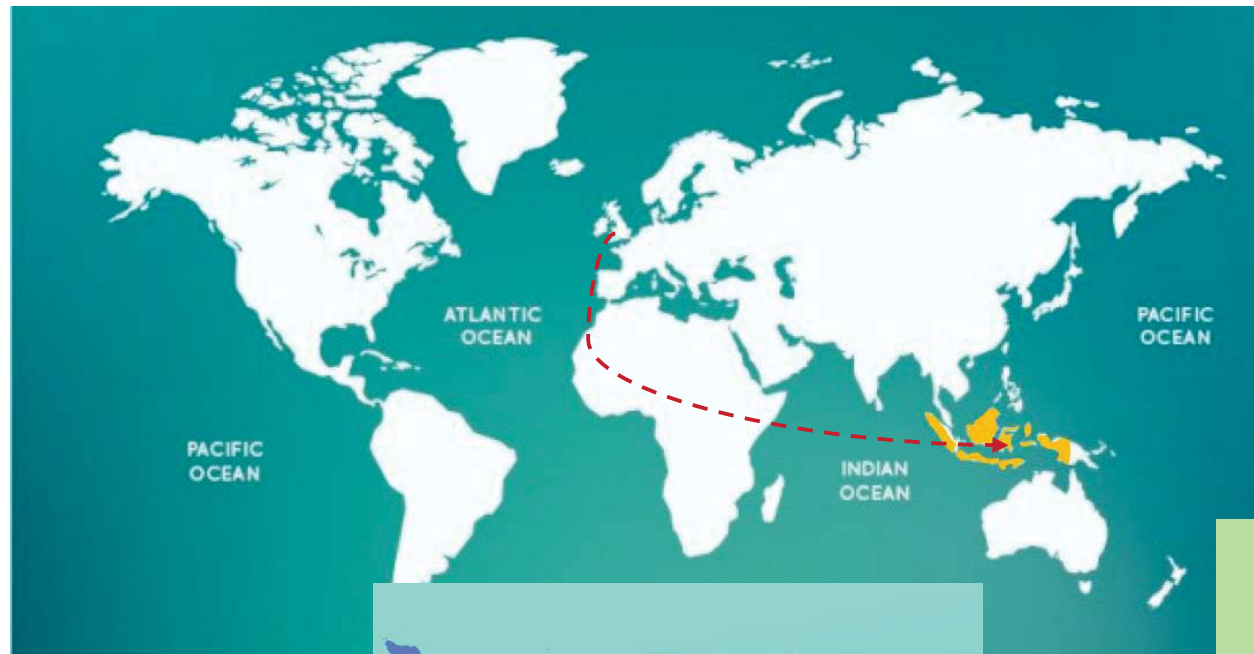 ATLANTIC
OCEAN
PACIFIC
OCEAN
PACIFIC
OCEAN
INDIAN
OCEAN